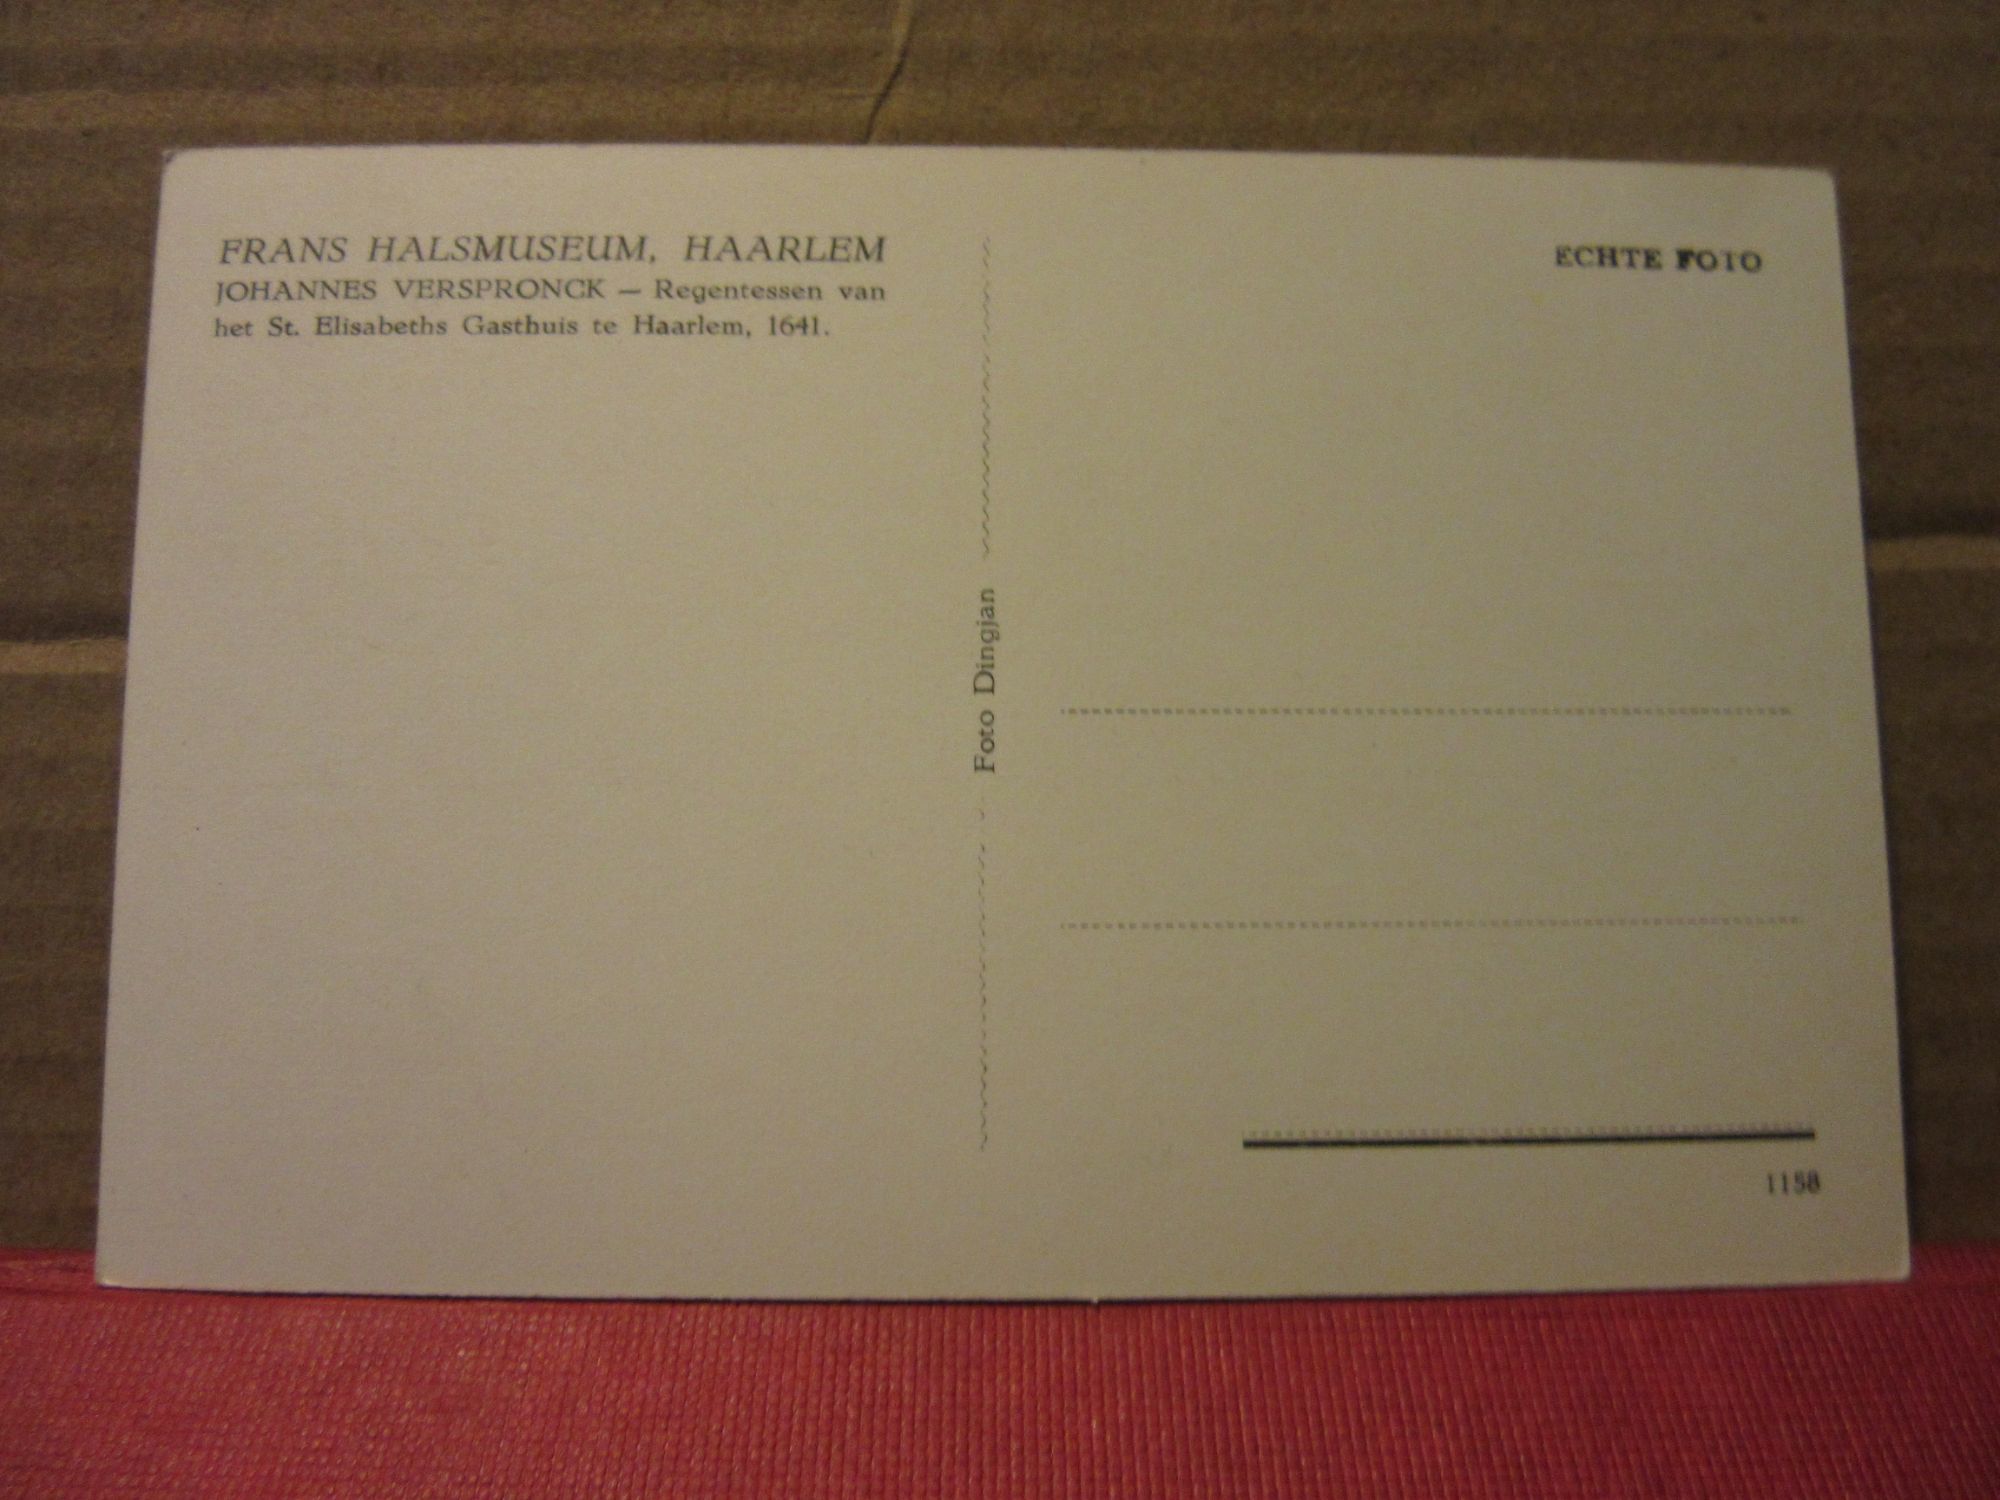 FRANS HALSMUSEUM, HAARLEM
JOHANNES VERSPRONCK — Regentessen van
het St. Elisabeths Gasthuis te Haarlem, 1641.
Foto Dingjan
ECHTE FOTO
1158